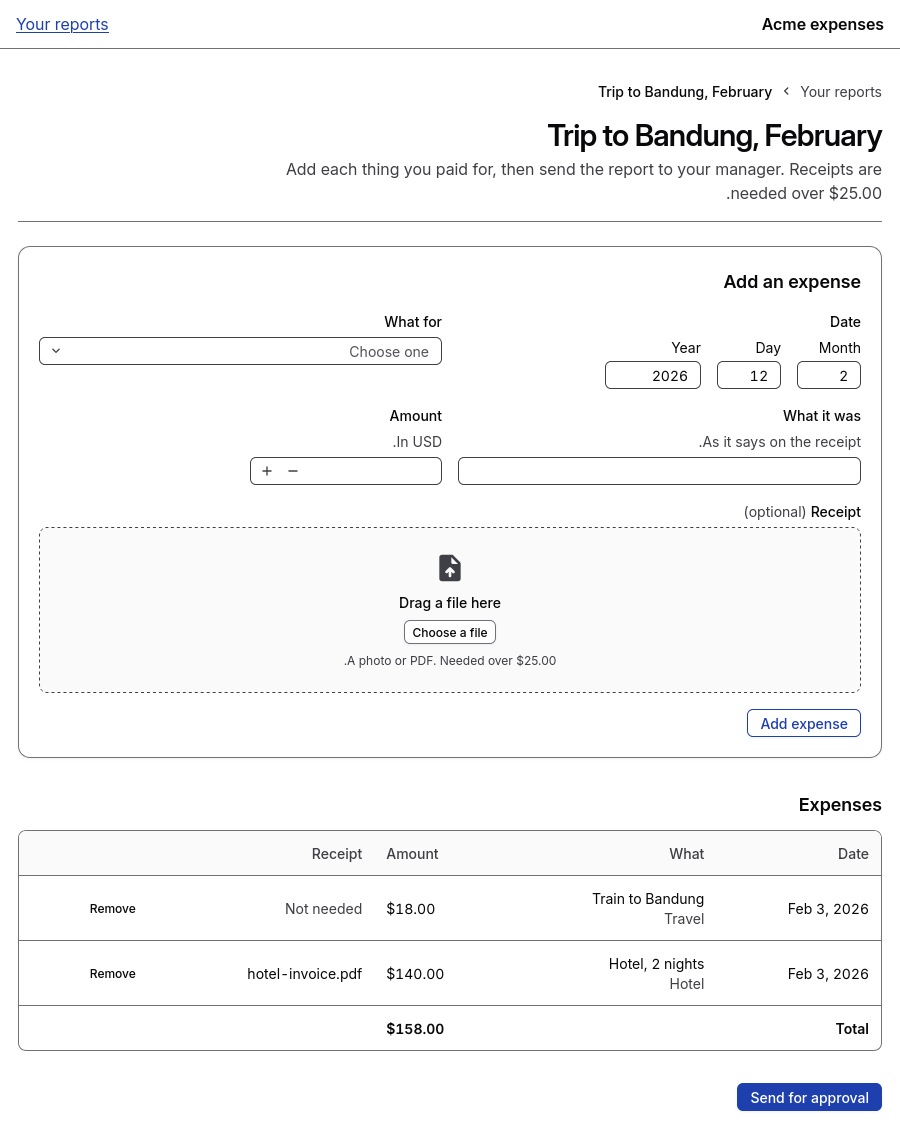 Acme expenses
Your reports
Your reports
Trip to Bandung, February
Trip to Bandung, February
Add each thing you paid for, then send the report to your manager. Receipts are
.needed over $25.00
Add an expense
Date
Month
Day
Year
2
12
2026
What for
Choose one
What it was
.As it says on the receipt
Amount
.In USD
Receipt (optional)
Drag a file here
Choose a file
.A photo or PDF. Needed over $25.00
Add expense
Expenses
Date
What
Amount
Receipt
Feb 3, 2026
Train to Bandung
Travel
$18.00
Not needed
Remove
Feb 3, 2026
Hotel, 2 nights
Hotel
$140.00
hotel-invoice.pdf
Remove
Total
$158.00
Send for approval